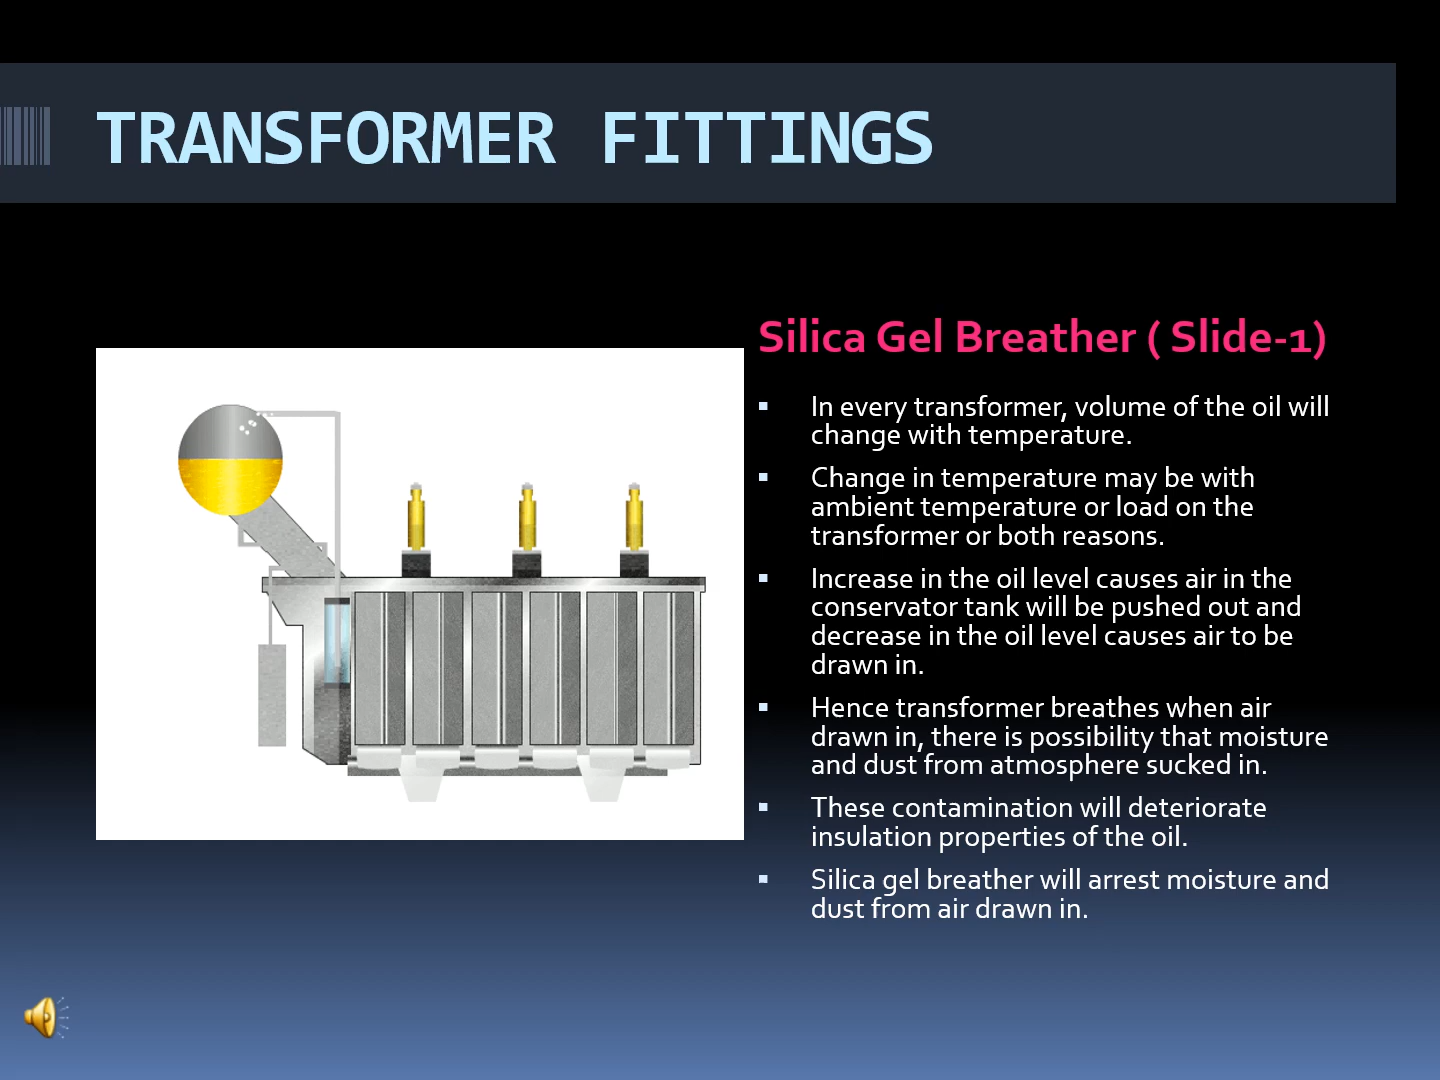 TRANSFORMER FITTINGS
Silica Gel Breather ( Slide-1)
▪ In every transformer, volume of the oil will
change with temperature.
▪ Change in temperature may be with
ambient temperature or load on the
transformer or both reasons.
▪ Increase in the oil level causes air in the
conservator tank will be pushed out and
decrease in the oil level causes air to be
drawn in.
▪ Hence transformer breathes when air
drawn in, there is possibility that moisture
and dust from atmosphere sucked in.
▪ These contamination will deteriorate
insulation properties of the oil.
▪ Silica gel breather will arrest moisture and
dust from air drawn in.